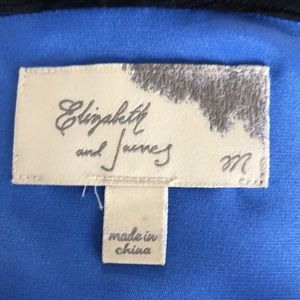 Elizabeth
and James
m
made in
china